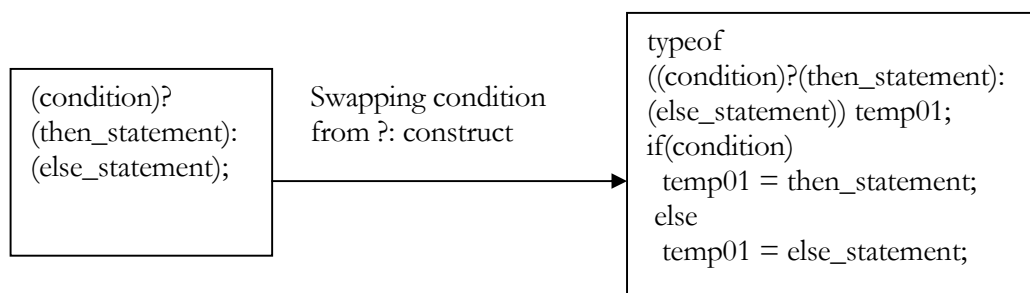 (condition)?
(then_statement):
(else_statement);
Swapping condition
from ?: construct
typeof
((condition)?(then_statement):
(else_statement)) temp01;
if(condition)
temp01 = then_statement;
else
temp01 = else_statement;